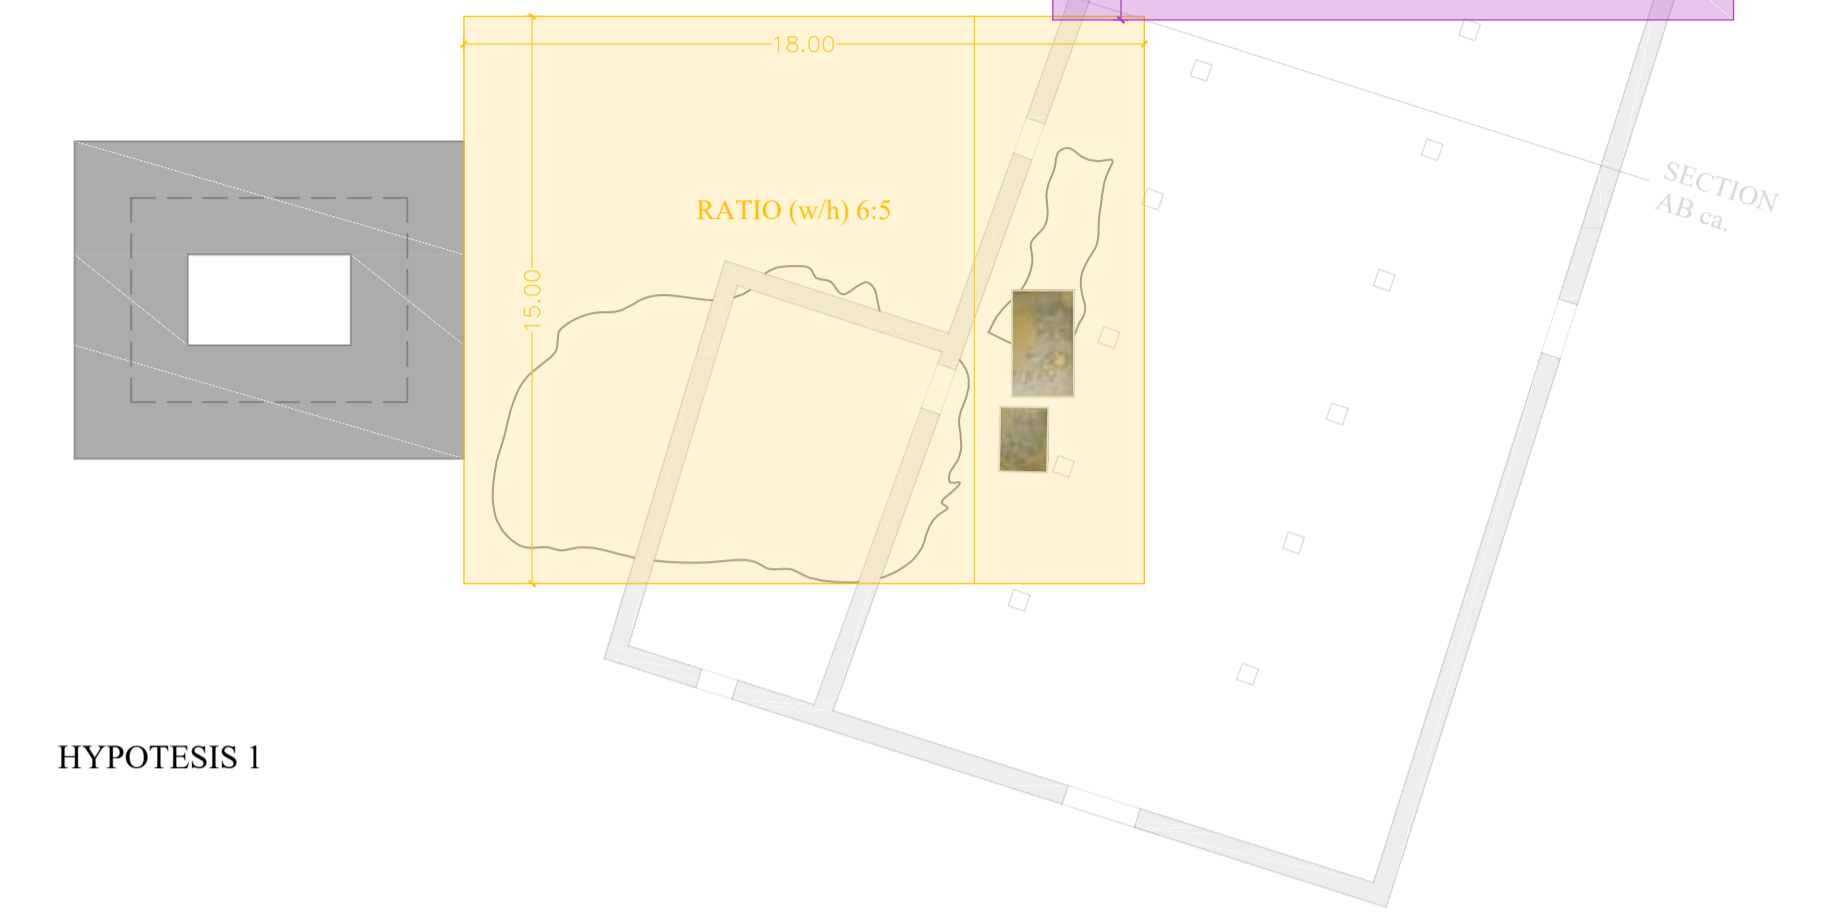 18.00
RATIO (w/h) 6:5
15.00
SECTION
AB ca.
HYPOTESIS 1